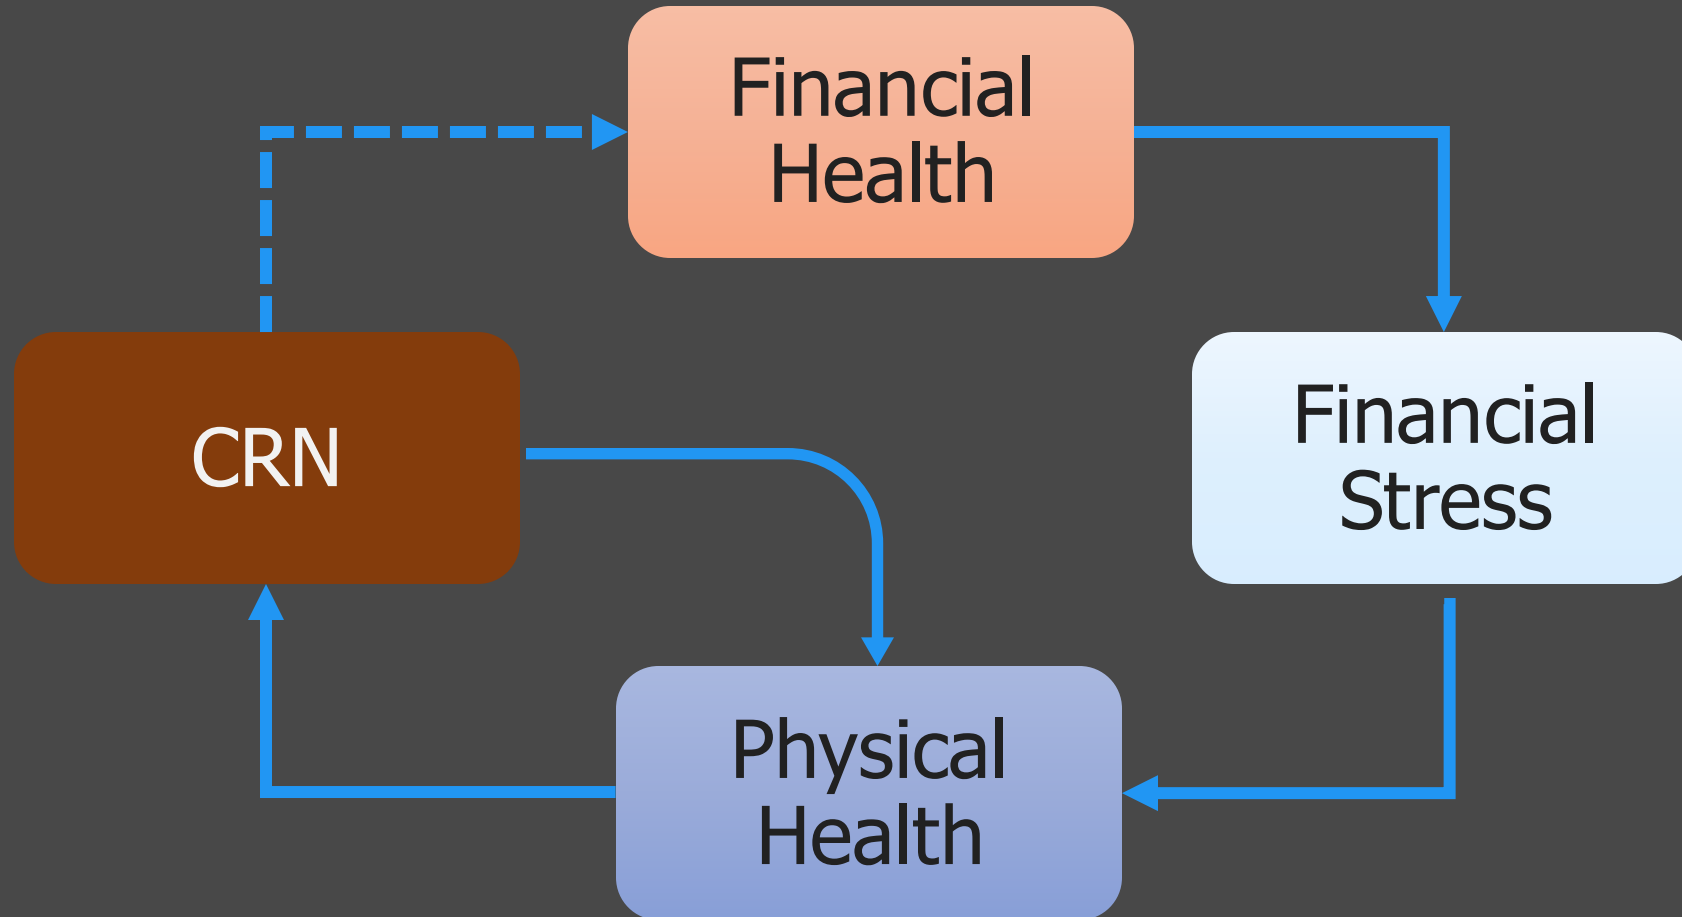 Financial
Health
CRN
Financial
Stress
Physical
Health